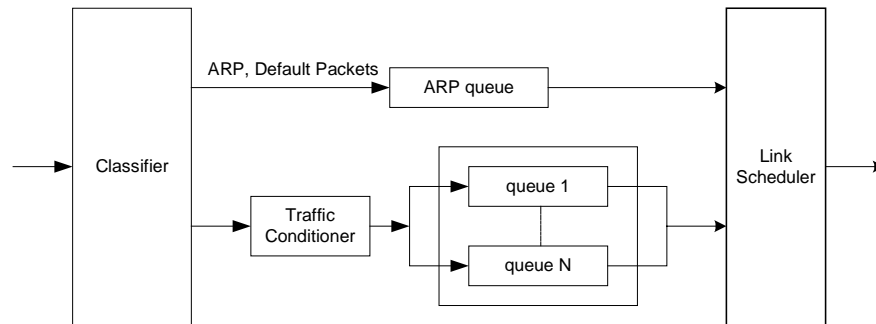 ARP, Default Packets
ARP queue
Classifier
Link
Scheduler
queue 1
Traffic
Conditioner
queue N